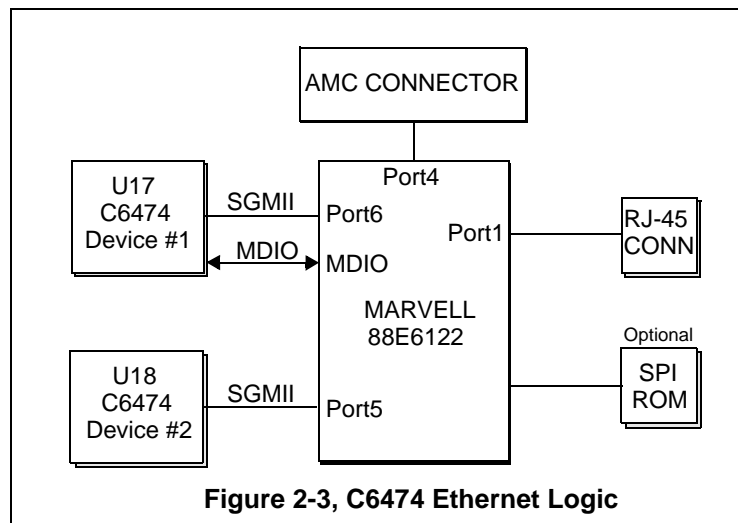 AMC CONNECTOR
U17
C6474
Device #1
SGMII
MDIO
Port4
Port6
Port1
MDIO
MARVELL
88E6122
RJ-45
CONN
Optional
SPI
ROM
U18
C6474
Device #2
SGMII
Port5
Figure 2-3, C6474 Ethernet Logic